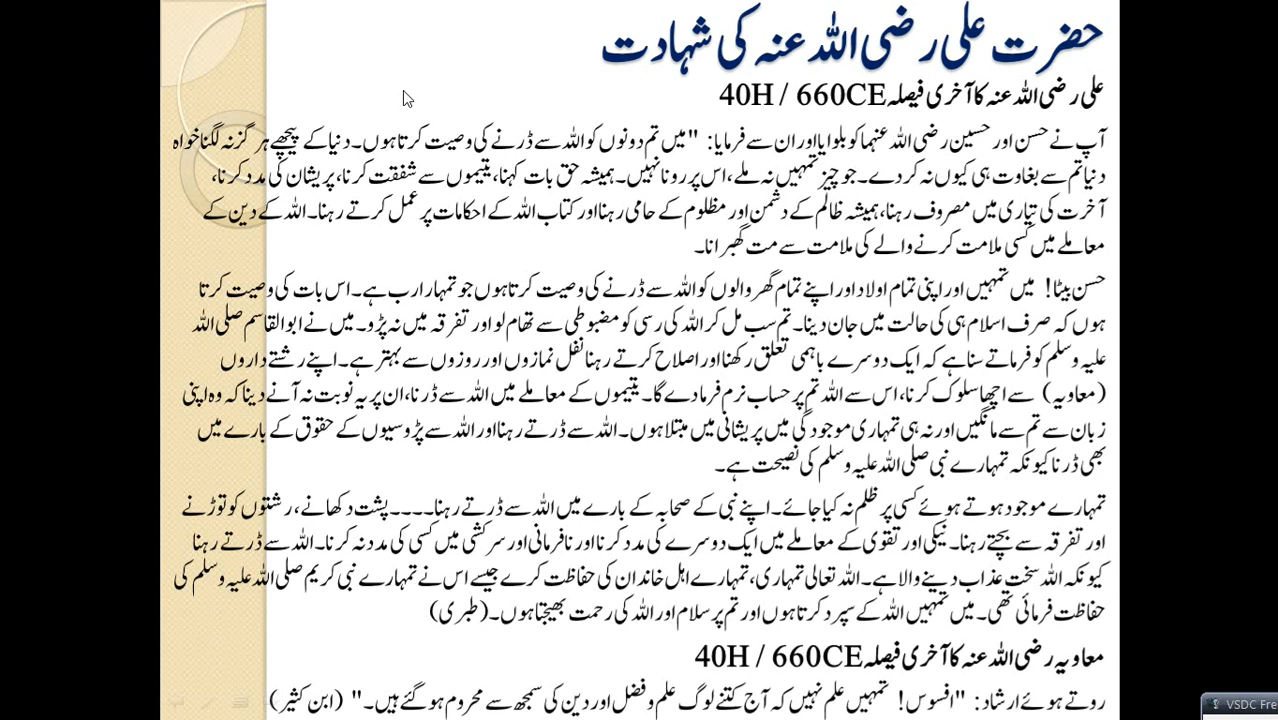 حضرت علی رضی اللہ عنہ کی شہادت
علی رضی اللہ عنہ کا آخری فیصلہ 40H / 660CE
آپ نے حسن اور حسین رضی اللہ عنہما کو بلوایا اور ان سے فرمایا: "میں تم دونوں کو اللہ سے ڈرنے کی وصیت کرتا ہوں۔ دنیا کے پیچھے ہر گز نہ لگنا خواہ
دنیا تم سے بغاوت ہی کیوں نہ کر دے۔ جو چیز تمہیں نہ ملے، اس پر رونا نہیں۔ ہمیشہ حق بات کہنا، یتیموں سے شفقت کرنا، پریشان کی مدد کرنا،
آخرت کی تیاری میں مصروف رہنا، ہمیشہ ظالم کے دشمن اور مظلوم کے حامی رہنا اور کتاب اللہ کے احکامات پر عمل کرتے رہنا۔ اللہ کے دین کے
معاملے میں کسی ملامت کرنے والے کی ملامت سے مت گھبرانا۔
حسن بیٹا! میں تمہیں اور اپنی تمام اولاد اور اپنے تمام گھر والوں کو اللہ سے ڈرنے کی وصیت کرتا ہوں جو تمہارا رب ہے۔ اس بات کی وصیت کرتا
ہوں کہ صرف اسلام ہی کی حالت میں جان دینا۔ تم سب مل کر اللہ کی رسی کو مضبوطی سے تھام لو اور تفرقہ میں نہ پڑو۔ میں نے ابو القاسم صلی اللہ
علیہ وسلم کو فرماتے سنا ہے کہ ایک دوسرے باہمی تعلق رکھنا اور اصلاح کرتے رہنا نفل نمازوں اور روزوں سے بہتر ہے۔ اپنے رشتے داروں
(معاویہ) سے اچھا سلوک کرنا، اس سے اللہ تم پر حساب نرم فرما دے گا۔ یتیموں کے معاملے میں اللہ سے ڈرنا، ان پر یہ نوبت نہ آنے دینا کہ وہ اپنی
زبان سے تم سے مانگیں اور نہ ہی تمہاری موجودگی میں پریشانی میں مبتلا ہوں۔ اللہ سے ڈرتے رہنا اور اللہ سے پڑوسیوں کے حقوق کے بارے میں
بھی ڈرنا کیونکہ تمہارے نبی صلی اللہ علیہ وسلم کی نصیحت ہے۔
تمہارے موجود ہوتے ہوئے کسی پر ظلم نہ کیا جائے۔ اپنے نبی کے صحابہ کے بارے میں اللہ سے ڈرتے رہنا۔۔۔۔ پشت دکھانے، رشتوں کو توڑنے
اور تفرقہ سے بچتے رہنا۔ نیکی اور تقوی کے معاملے میں ایک دوسرے کی مدد کرنا اور نافرمانی اور سرکشی میں کسی کی مدد نہ کرنا۔ اللہ سے ڈرتے رہنا
کیونکہ اللہ سخت عذاب دینے والا ہے۔ اللہ تعالی تمہاری، تمہارے اہل خاندان کی حفاظت کرے جیسے اس نے تمہارے نبی کریم صلی اللہ علیہ وسلم کی
حفاظت فرمائی تھی۔ میں تمہیں اللہ کے سپرد کرتا ہوں اور تم پر سلام اور اللہ کی رحمت بھیجتا ہوں۔ (طبری)
معاویہ رضی اللہ عنہ کا آخری فیصلہ 40H / 660CE
روتے ہوئے ارشاد: "افسوس! تمہیں علم نہیں کہ آج کتنے لوگ علم و فضل اور دین کی سمجھ سے محروم ہو گئے ہیں۔" (ابن کثیر)
VSDC Fre